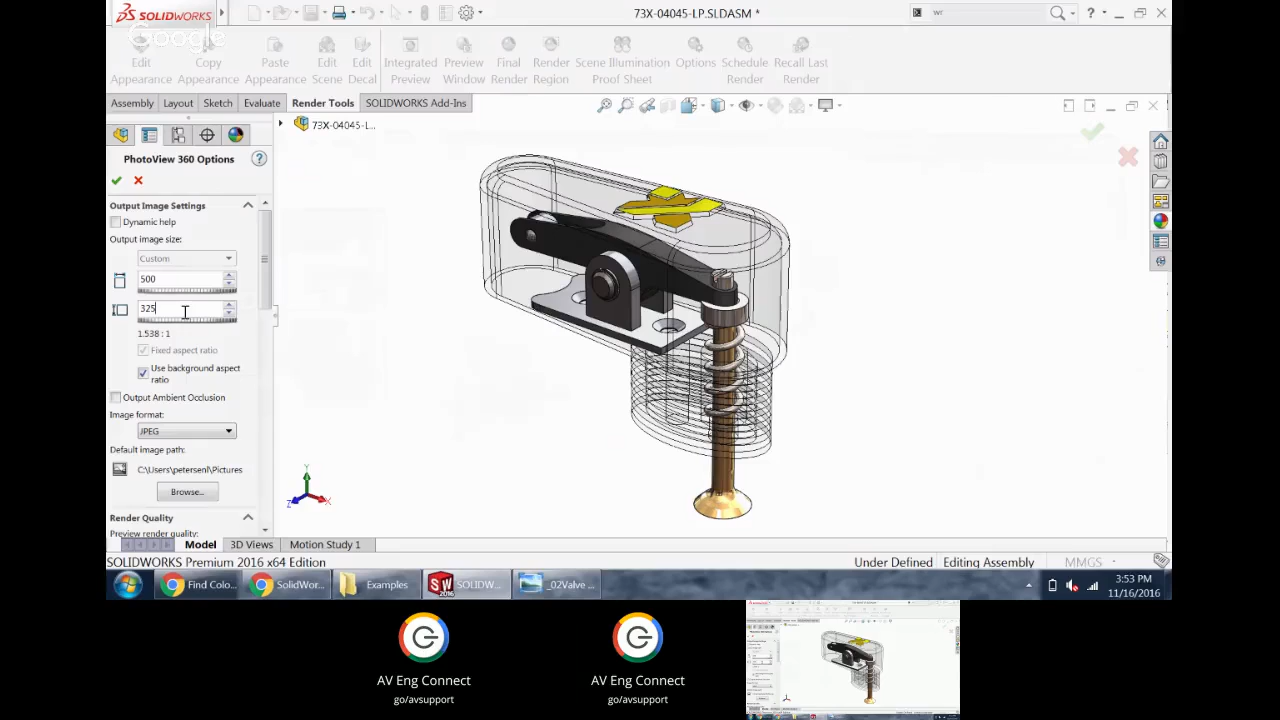 SOLIDWORKS
73X-04045-LP.SLDASM *
wr
Google
Edit Appearance
Copy Appearance
Paste Appearance
Edit Scene
Edit Decal
Integrated Preview
Preview Window
Final Render
Render Region
Scene Illumination Proof Sheet
Options
Schedule Render
Recall Last Render
Assembly
Layout
Sketch
Evaluate
Render Tools
SOLIDWORKS Add-Ins
73X-04045-L...
PhotoView 360 Options
Output Image Settings
Dynamic help
Output image size:
Custom
500
325
1.538 : 1
Fixed aspect ratio
Use background aspect
ratio
Output Ambient Occlusion
Image format:
JPEG
Default image path:
C:\Users\petersenl\Pictures
Browse...
Render Quality
Preview render quality:
Y
Z
X
Model
3D Views
Motion Study 1
SOLIDWORKS Premium 2016 x64 Edition
Under Defined
Editing Assembly
MMGS
Find Colo...
SolidWor...
Examples
SW
2016
SOLIDW...
_02Valve ...
3:53 PM
11/16/2016
AV Eng Connect
go/avsupport
AV Eng Connect
go/avsupport